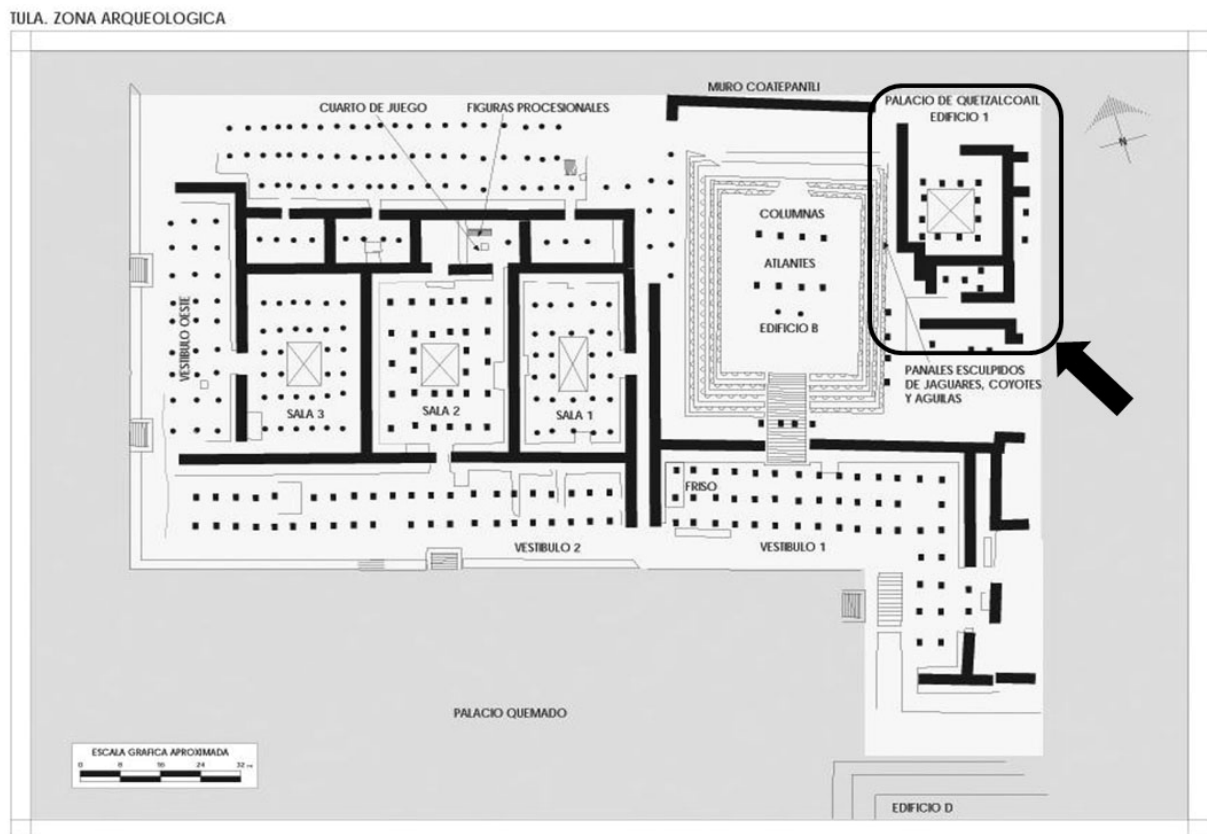 TULA. ZONA ARQUEOLOGICA
MURO COATEPANTLI
CUARTO DE JUEGO
FIGURAS PROCESIONALES
PALACIO DE QUETZALCOATL
EDIFICIO 1
N
COLUMNAS
ATLANTES
EDIFICIO B
VESTIBULO OESTE
SALA 3
SALA 2
SALA 1
PANALES ESCULPIDOS
DE JAGUARES, COYOTES
Y AGUILAS
FRISO
VESTIBULO 2
VESTIBULO 1
PALACIO QUEMADO
ESCALA GRAFICA APROXIMADA
0 8 16 24 32 m
EDIFICIO D